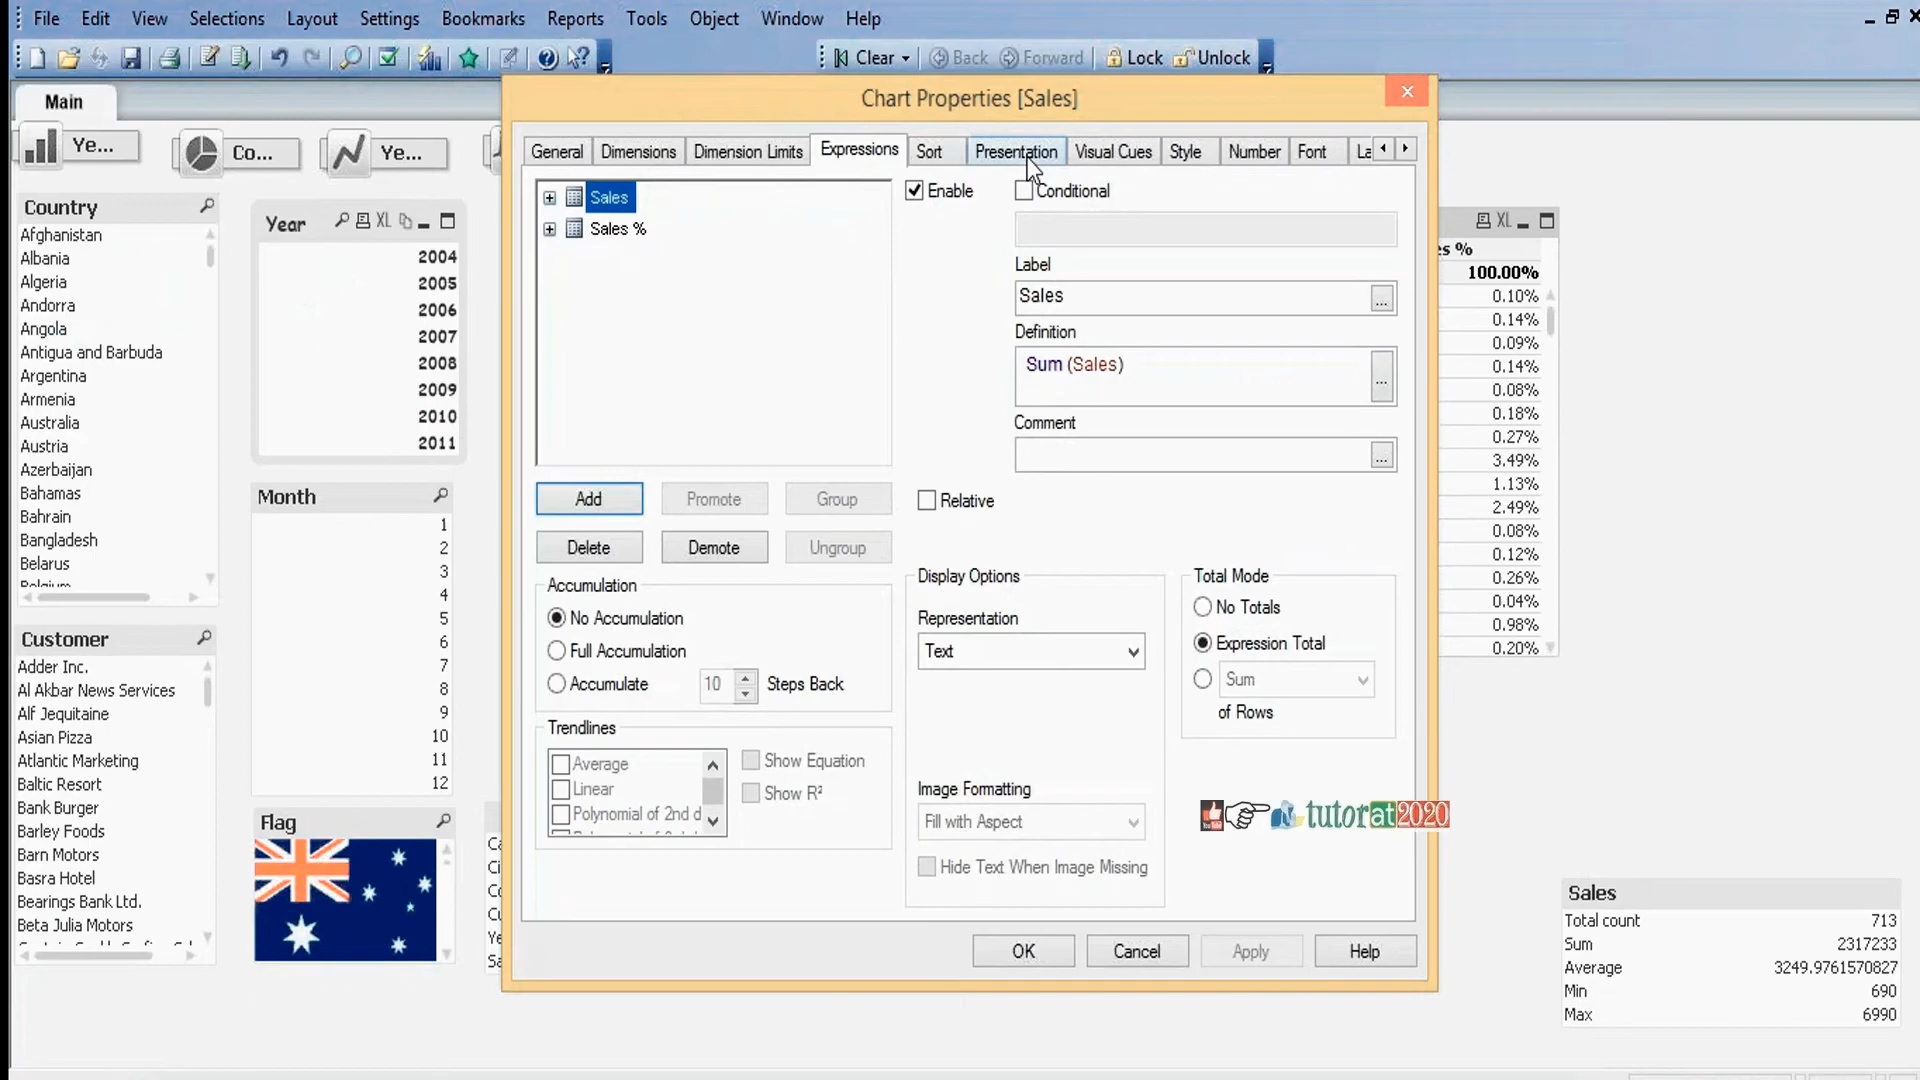 File Edit View Selections Layout Settings Bookmarks Reports Tools Object Window Help
Clear Back Forward Lock Unlock
Main
Ye... Co... Ye...
Country
Afghanistan
Albania
Algeria
Andorra
Angola
Antigua and Barbuda
Argentina
Armenia
Australia
Austria
Azerbaijan
Bahamas
Bahrain
Bangladesh
Belarus
Belgium
Customer
Adder Inc.
Al Akbar News Services
Alf Jequitaine
Asian Pizza
Atlantic Marketing
Baltic Resort
Bank Burger
Barley Foods
Barn Motors
Basra Hotel
Bearings Bank Ltd.
Beta Julia Motors
Year XL
2004
2005
2006
2007
2008
2009
2010
2011
Month
1
2
3
4
5
6
7
8
9
10
11
12
Flag
Ca
Ci
Co
Cu
Ye
Sa
Chart Properties [Sales]
General Dimensions Dimension Limits Expressions Sort Presentation Visual Cues Style Number Font La
Sales
Sales %
Enable Conditional
Label
Sales ...
Definition
Sum (Sales) ...
Comment
...
Add Promote Group
Delete Demote Ungroup
Relative
Accumulation
No Accumulation
Full Accumulation
Accumulate 10 Steps Back
Trendlines
Average
Linear
Polynomial of 2nd d
Show Equation
Show R²
Display Options
Representation
Text
Image Formatting
Fill with Aspect
Hide Text When Image Missing
Total Mode
No Totals
Expression Total
Sum
of Rows
tutorat2020
OK Cancel Apply Help
XL
es %
100.00%
0.10%
0.14%
0.09%
0.14%
0.08%
0.18%
0.27%
3.49%
1.13%
2.49%
0.08%
0.12%
0.26%
0.04%
0.98%
0.20%
Sales
Total count 713
Sum 2317233
Average 3249.9761570827
Min 690
Max 6990